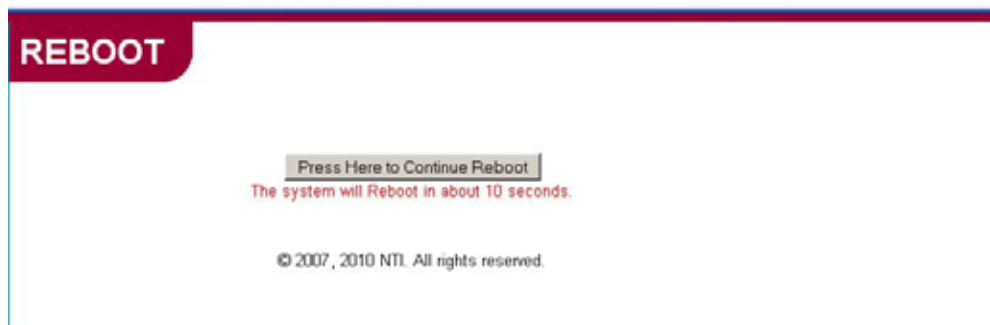 REBOOT
Press Here to Continue Reboot
The system will Reboot in about 10 seconds.
© 2007, 2010 NTI. All rights reserved.